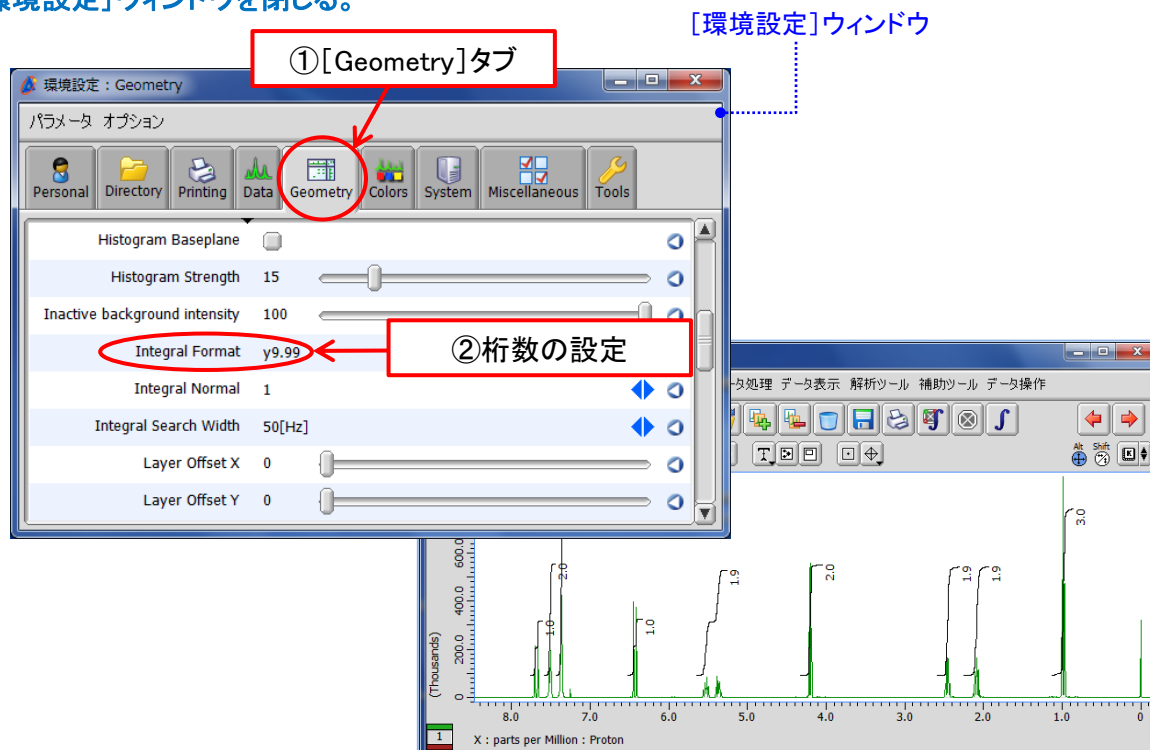 環境設定]ウィンドウを閉じる。
[環境設定]ウィンドウ
①[Geometry]タブ
環境設定 : Geometry
パラメータ オプション
Personal Directory Printing Data Geometry Colors System Miscellaneous Tools
Histogram Baseplane
Histogram Strength 15
Inactive background intensity 100
Integral Format y9.99
②桁数の設定
Integral Normal 1
Integral Search Width 50[Hz]
Layer Offset X 0
Layer Offset Y 0
ータ処理 データ表示 解析ツール 補助ツール データ操作
Alt Shift
(Thousands)
0 200.0 400.0 600.0
1.0 2.0 1.0 1.9 2.0 1.9 1.9 3.0
8.0 7.0 6.0 5.0 4.0 3.0 2.0 1.0 0
1
X : parts per Million : Proton